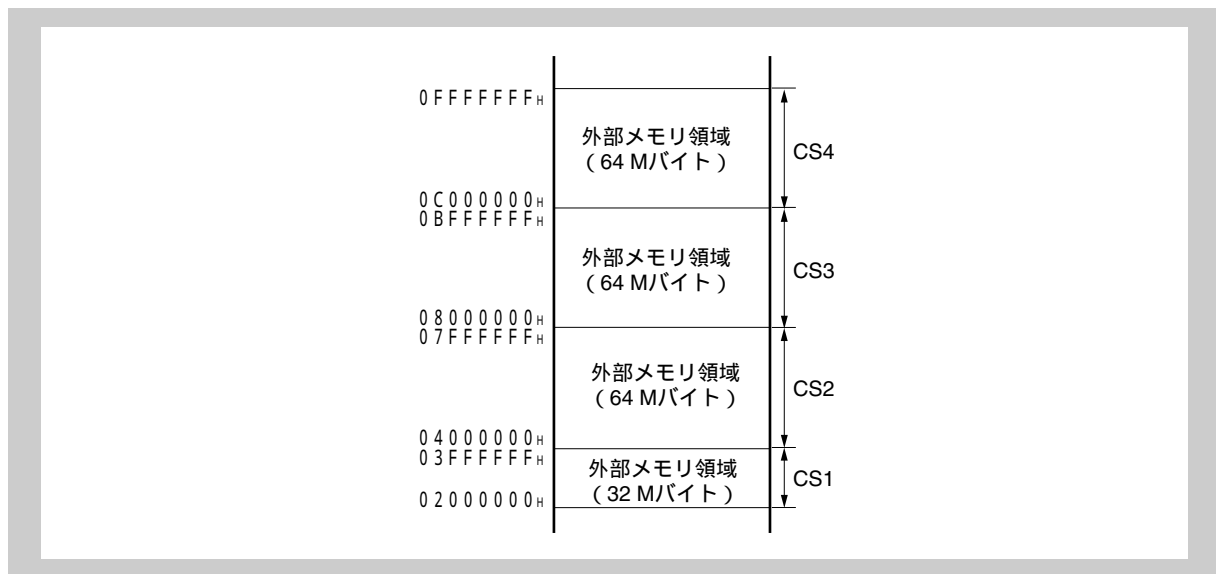 0FFFFFFFH
外部メモリ領域
（64 Mバイト）
CS4
0C000000H
0BFFFFFFH
外部メモリ領域
（64 Mバイト）
CS3
08000000H
07FFFFFFH
外部メモリ領域
（64 Mバイト）
CS2
04000000H
03FFFFFFH
外部メモリ領域
（32 Mバイト）
CS1
02000000H